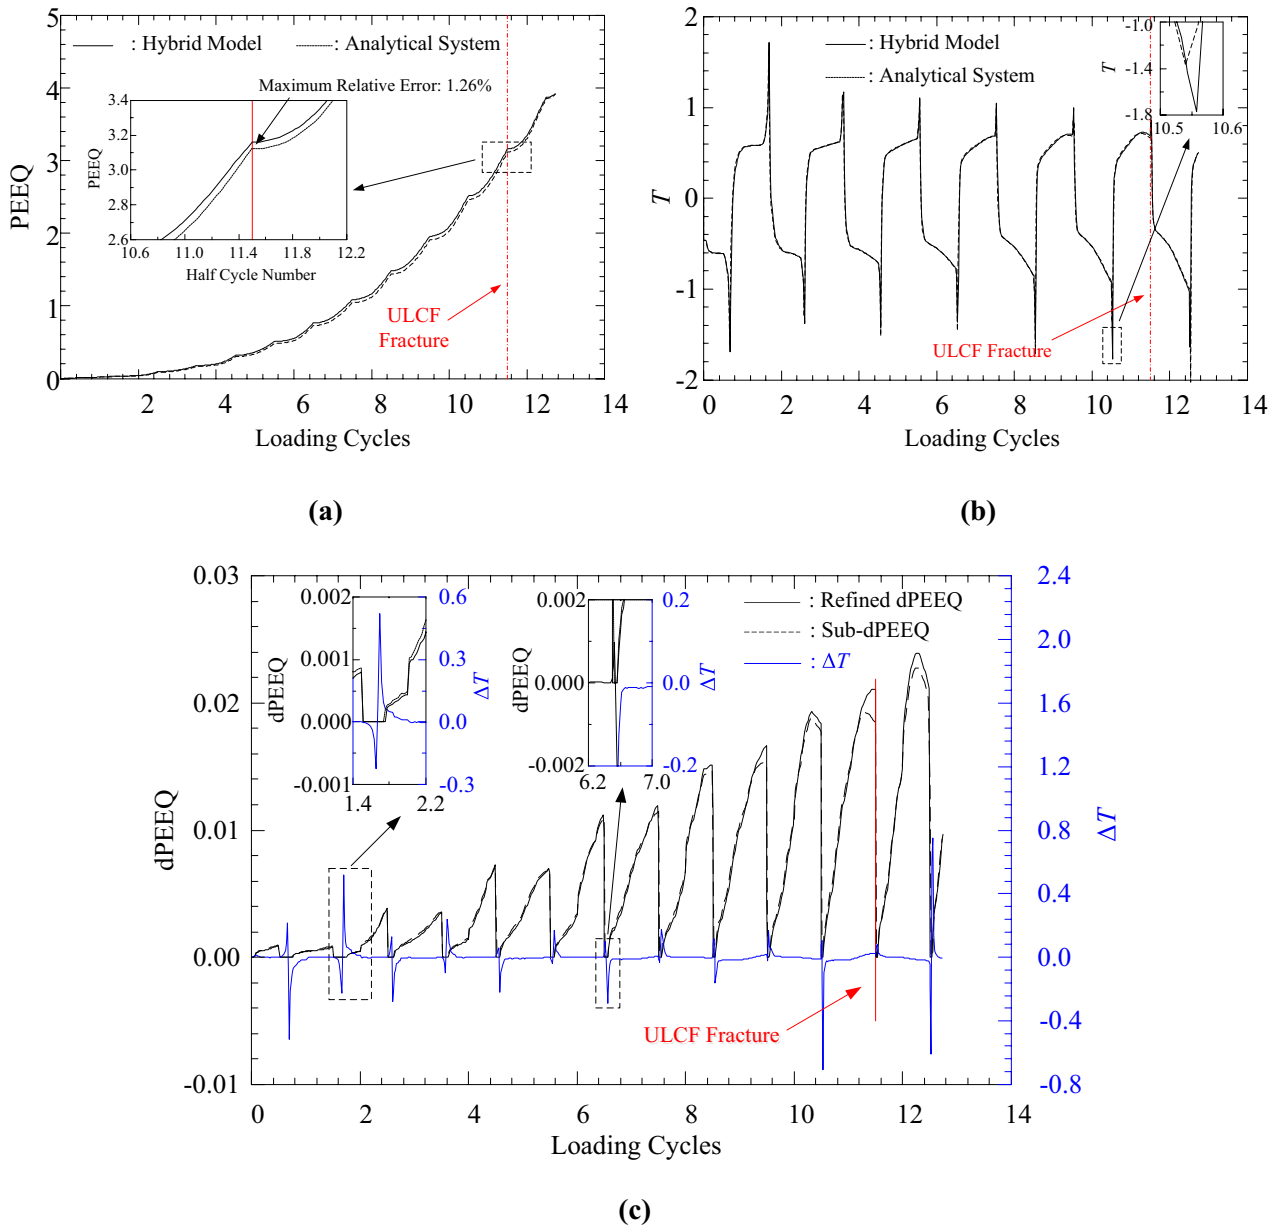 5
4
3
2
1
0
PEEQ
: Hybrid Model
: Analytical System
Maximum Relative Error: 1.26%
3.4
3.2
3.0
2.8
2.6
PEEQ
10.6 11.0 11.4 11.8 12.2
Half Cycle Number
ULCF
Fracture
2 4 6 8 10 12 14
Loading Cycles
(a)
2
1
0
-1
-2
T
: Hybrid Model
: Analytical System
-1.0
-1.4
-1.8
T
10.5 10.6
ULCF Fracture
0 2 4 6 8 10 12 14
Loading Cycles
(b)
0.03
0.02
0.01
0.00
-0.01
dPEEQ
2.4
2.0
1.6
1.2
0.8
0.4
0.0
-0.4
-0.8
ΔT
0.002
0.001
0.000
-0.001
dPEEQ
0.6
0.3
0.0
-0.3
ΔT
1.4 2.2
0.002
0.000
-0.002
dPEEQ
0.2
0.0
-0.2
ΔT
6.2 7.0
: Refined dPEEQ
: Sub-dPEEQ
: ΔT
ULCF Fracture
0 2 4 6 8 10 12 14
Loading Cycles
(c)